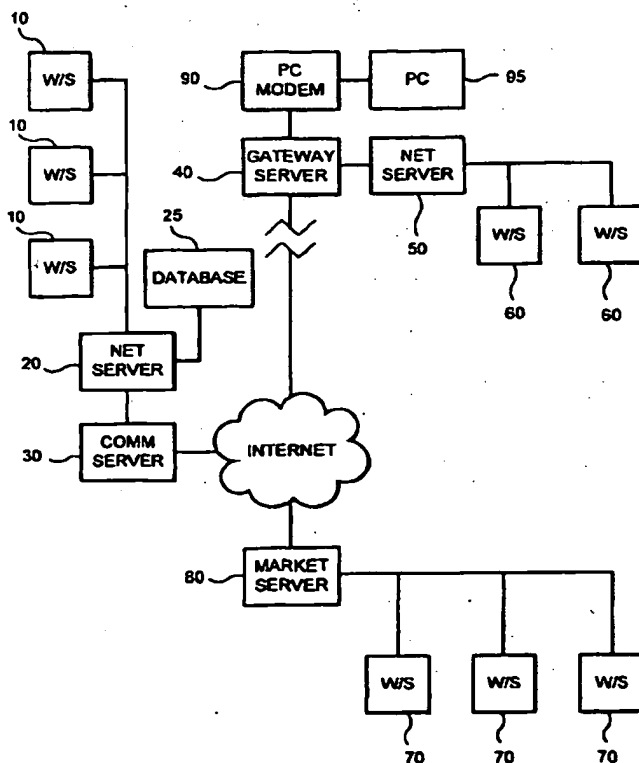 10
W/S
10
W/S
10
W/S
25
DATABASE
20
NET
SERVER
30
COMM
SERVER
INTERNET
90
PC
MODEM
PC
95
40
GATEWAY
SERVER
NET
SERVER
50
W/S
60
W/S
60
80
MARKET
SERVER
W/S
70
W/S
70
W/S
70